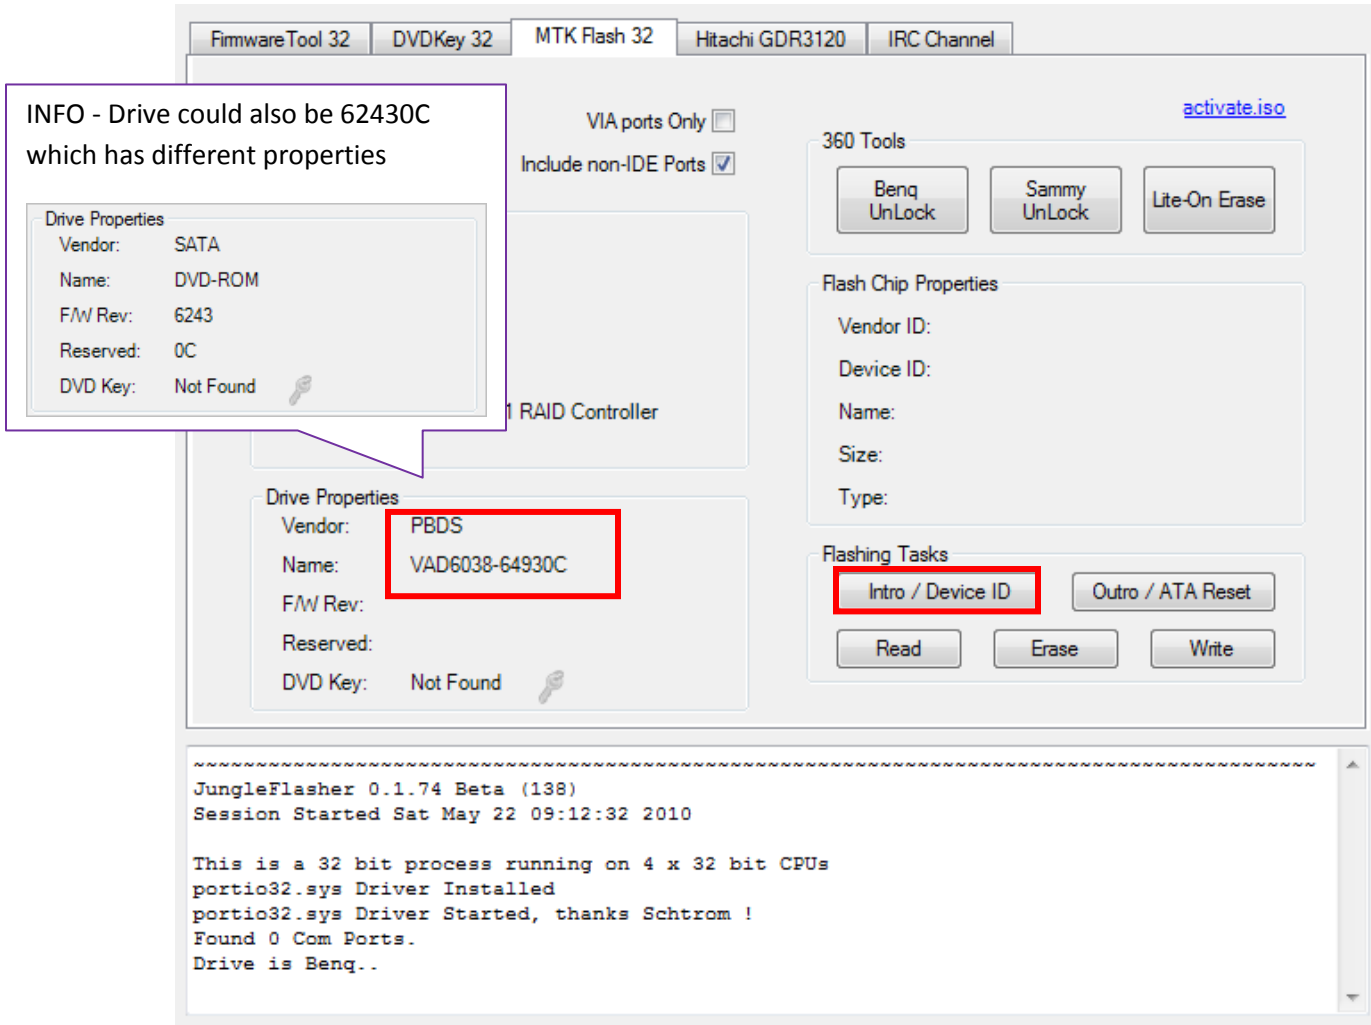 FirmwareTool 32 DVDKey 32 MTK Flash 32 Hitachi GDR3120 IRC Channel
INFO - Drive could also be 62430C
which has different properties
Drive Properties
Vendor: SATA
Name: DVD-ROM
F/W Rev: 6243
Reserved: 0C
DVD Key: Not Found
VIA ports Only
Include non-IDE Ports
1 RAID Controller
Drive Properties
Vendor: PBDS
Name: VAD6038-64930C
F/W Rev:
Reserved:
DVD Key: Not Found
activate.iso
360 Tools
Benq
UnLock
Sammy
UnLock
Lite-On Erase
Flash Chip Properties
Vendor ID:
Device ID:
Name:
Size:
Type:
Flashing Tasks
Intro / Device ID Outro / ATA Reset
Read Erase Write
~~~~~~~~~~~~~~~~~~~~~~~~~~~~~~~~~~~~~~~~~~~~~~~~~~~~~~~~~~~~~~~~~~~~~~~~~~~~~~~~~~~~~~~~~~
JungleFlasher 0.1.74 Beta (138)
Session Started Sat May 22 09:12:32 2010
This is a 32 bit process running on 4 x 32 bit CPUs
portio32.sys Driver Installed
portio32.sys Driver Started, thanks Schtrom !
Found 0 Com Ports.
Drive is Benq..